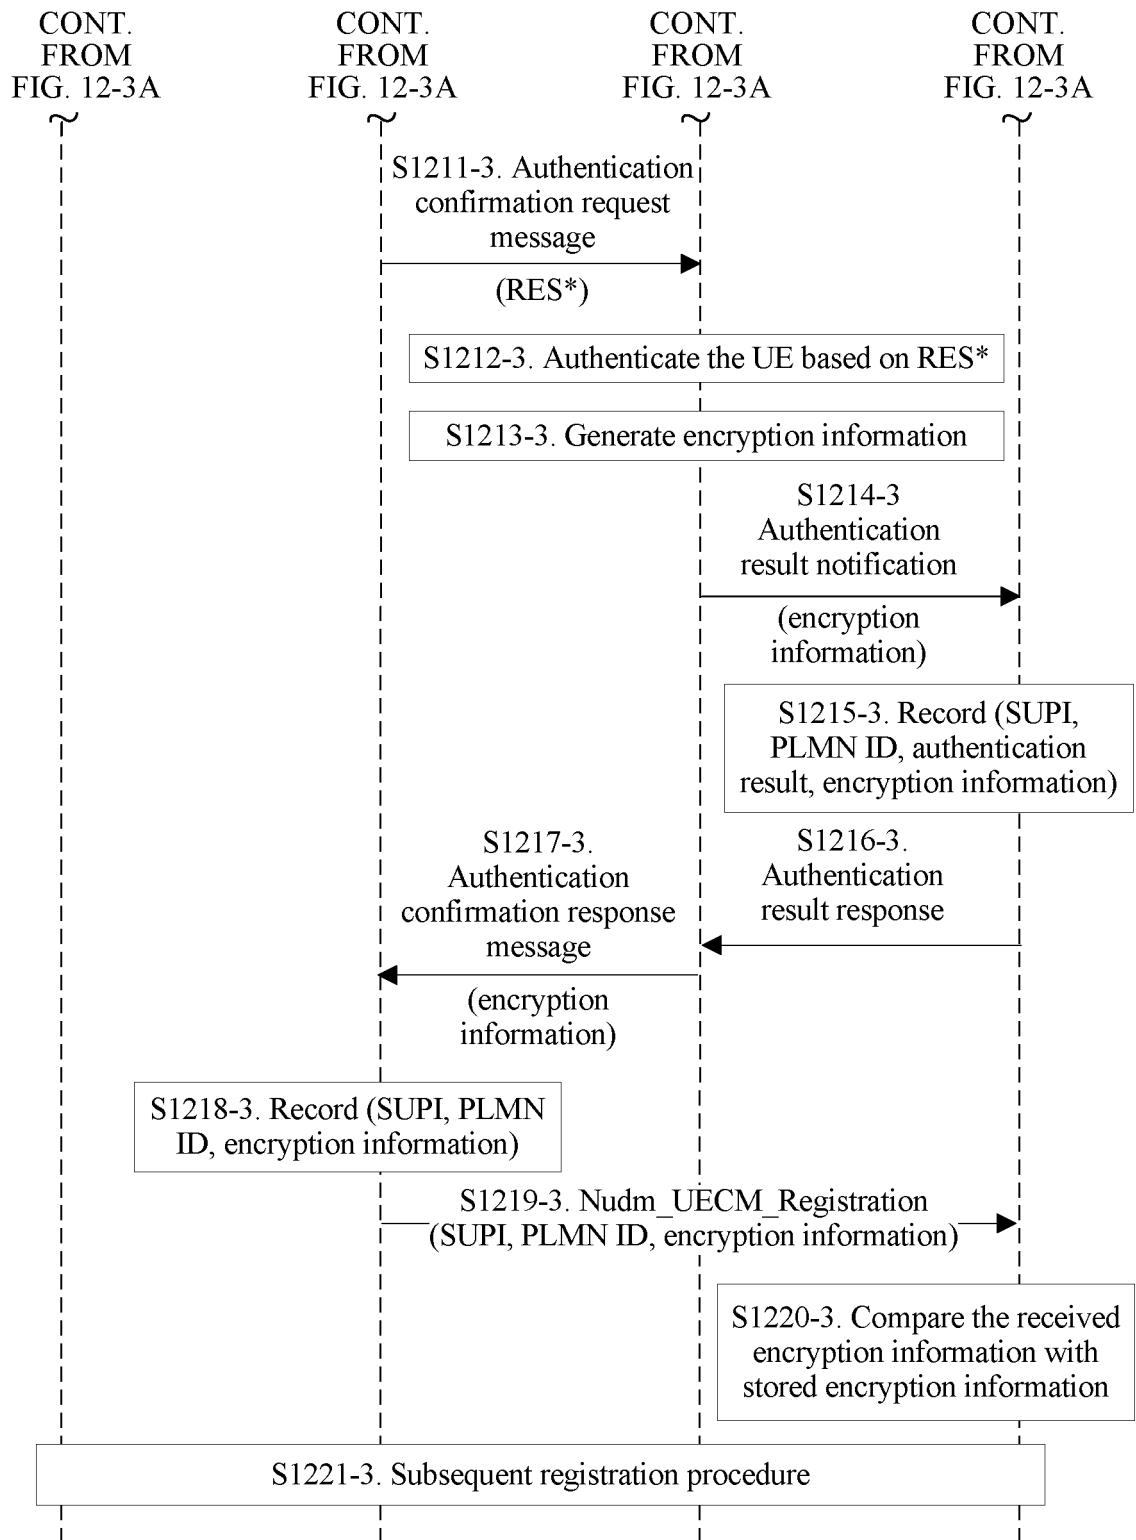 CONT.
FROM
FIG. 12-3A
CONT.
FROM
FIG. 12-3A
CONT.
FROM
FIG. 12-3A
CONT.
FROM
FIG. 12-3A
S1211-3. Authentication
confirmation request
message
(RES*)
S1212-3. Authenticate the UE based on RES*
S1213-3. Generate encryption information
S1214-3
Authentication
result notification
(encryption
information)
S1215-3. Record (SUPI,
PLMN ID, authentication
result, encryption information)
S1216-3.
Authentication
result response
S1217-3.
Authentication
confirmation response
message
(encryption
information)
S1218-3. Record (SUPI, PLMN
ID, encryption information)
S1219-3. Nudm_UECM_Registration
(SUPI, PLMN ID, encryption information)
S1220-3. Compare the received
encryption information with
stored encryption information
S1221-3. Subsequent registration procedure